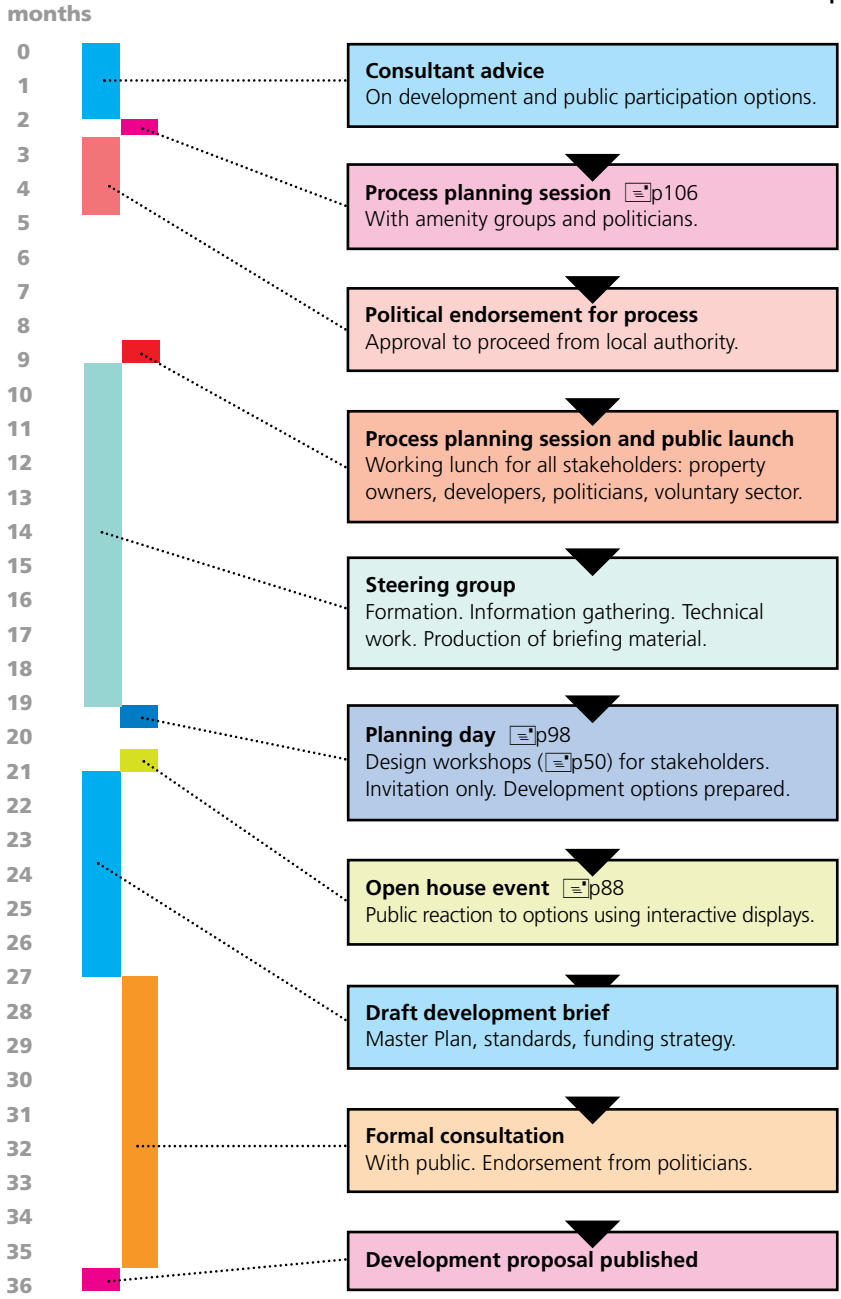 months
0
1
2
3
4
5
6
7
8
9
10
11
12
13
14
15
16
17
18
19
20
21
22
23
24
25
26
27
28
29
30
31
32
33
34
35
36
Consultant advice
On development and public participation options.
Process planning session p106
With amenity groups and politicians.
Political endorsement for process
Approval to proceed from local authority.
Process planning session and public launch
Working lunch for all stakeholders: property
owners, developers, politicians, voluntary sector.
Steering group
Formation. Information gathering. Technical
work. Production of briefing material.
Planning day p98
Design workshops (p50) for stakeholders.
Invitation only. Development options prepared.
Open house event p88
Public reaction to options using interactive displays.
Draft development brief
Master Plan, standards, funding strategy.
Formal consultation
With public. Endorsement from politicians.
Development proposal published